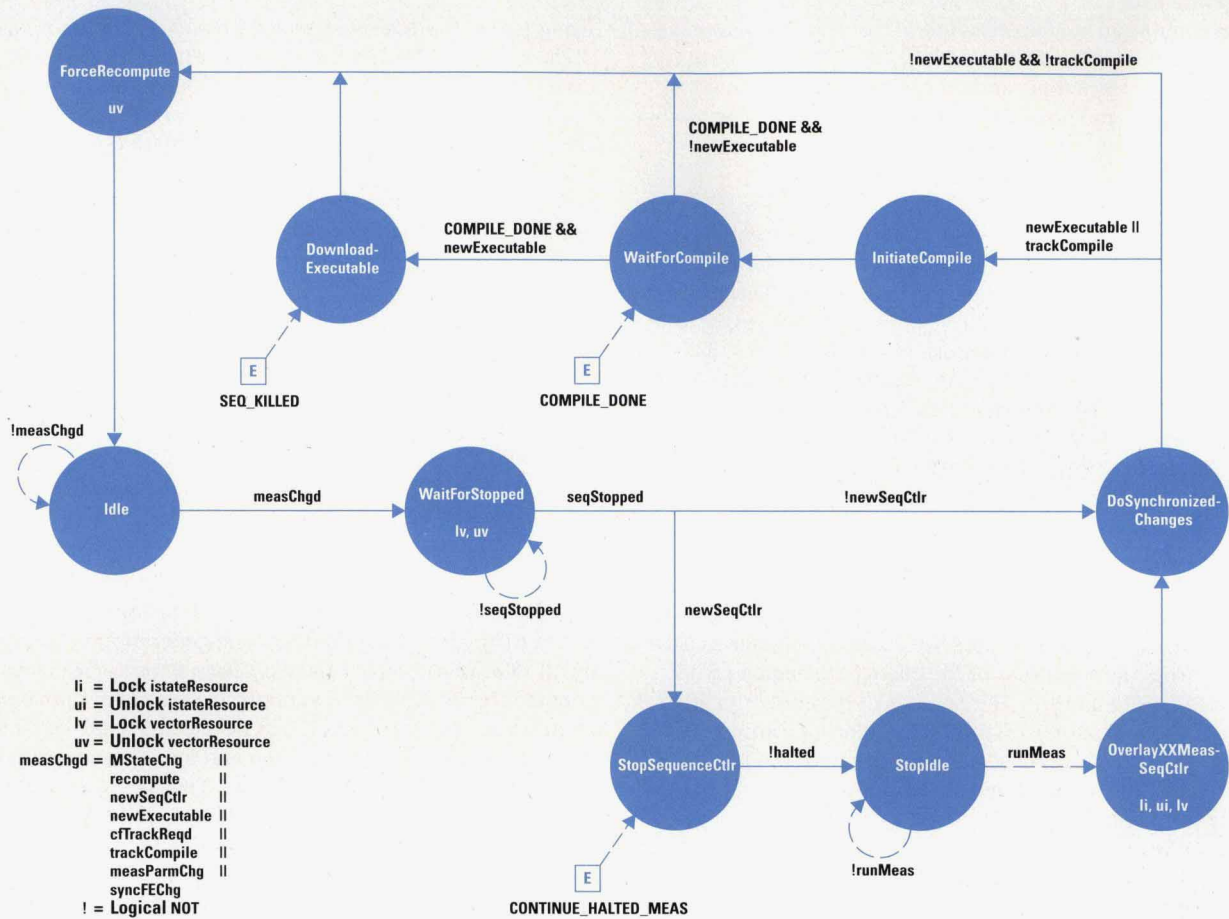 ForceRecompute
uv
!newExecutable && !trackCompile
COMPILE_DONE &&
!newExecutable
Download-
Executable
COMPILE_DONE &&
newExecutable
WaitForCompile
InitiateCompile
newExecutable ||
trackCompile
E
SEQ_KILLED
E
COMPILE_DONE
!measChgd
Idle
measChgd
WaitForStopped
lv, uv
seqStopped
!newSeqCtlr
DoSynchronized-
Changes
!seqStopped
newSeqCtlr
StopSequenceCtlr
!halted
StopIdle
runMeas
OverlayXXMeas-
SeqCtlr
li, ui, lv
!runMeas
E
CONTINUE_HALTED_MEAS
li = Lock istateResource
ui = Unlock istateResource
lv = Lock vectorResource
uv = Unlock vectorResource
measChgd = MStateChg ||
recompute ||
newSeqCtlr ||
newExecutable ||
cfTrackReqd ||
trackCompile ||
measParmChg ||
syncFEChg
! = Logical NOT